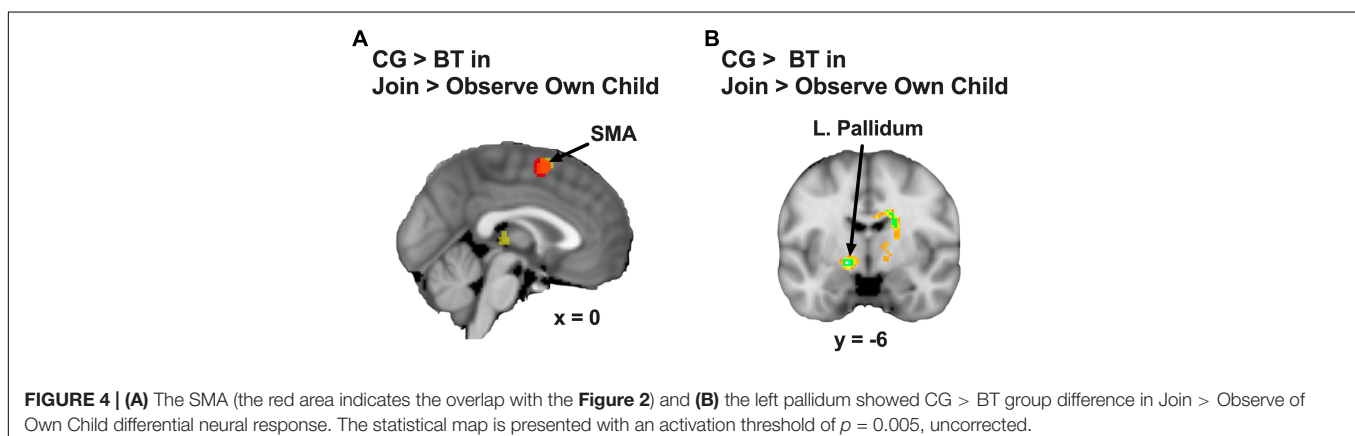 A
CG > BT in
Join > Observe Own Child
SMA
x = 0
B
CG > BT in
Join > Observe Own Child
L. Pallidum
y = -6
FIGURE 4 | (A) The SMA (the red area indicates the overlap with the Figure 2) and (B) the left pallidum showed CG > BT group difference in Join > Observe of
Own Child differential neural response. The statistical map is presented with an activation threshold of p = 0.005, uncorrected.